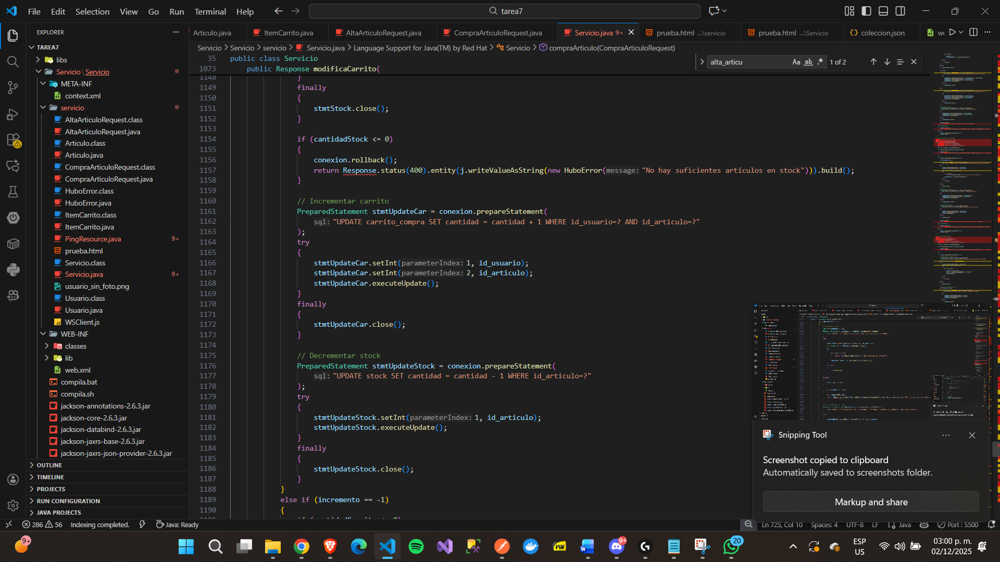 File Edit Selection View Go Run Terminal Help
tarea7
EXPLORER
Articulo.java
ItemCarrito.java
AltaArticuloRequest.java
CompraArticuloRequest.java
Servicio.java 9+
prueba.html ...\servicio
prueba.html ...\Servicio
coleccion.json
we
Servicio > Servicio > servicio > Servicio.java > Language Support for Java(TM) by Red Hat > Servicio > compraArticulo(CompraArticuloRequest)
alta_articu
Aa ab .*
1 of 2
TAREA7
libs
Servicio \ Servicio
META-INF
context.xml
servicio
AltaArticuloRequest.class
AltaArticuloRequest.java
Articulo.class
Articulo.java
CompraArticuloRequest.class
CompraArticuloRequest.java
HuboError.class
HuboError.java
ItemCarrito.class
ItemCarrito.java
PingResource.java 9+
prueba.html
Servicio.class
Servicio.java 9+
usuario_sin_foto.png
Usuario.class
Usuario.java
WSClient.js
WEB-INF
classes
lib
web.xml
compila.bat
compila.sh
jackson-annotations-2.6.3.jar
jackson-core-2.6.3.jar
jackson-databind-2.6.3.jar
jackson-jaxrs-base-2.6.3.jar
jackson-jaxrs-json-provider-2.6.3.jar
OUTLINE
TIMELINE
PROJECTS
RUN CONFIGURATION
JAVA PROJECTS
35 public class Servicio
1073 public Response modificaCarrito(
1148 }
1149 finally
1150 {
1151 stmtStock.close();
1152 }
1153
1154 if (cantidadStock <= 0)
1155 {
1156 conexion.rollback();
1157 return Response.status(400).entity(j.writeValueAsString(new HuboError(message: "No hay suficientes artículos en stock"))).build();
1158 }
1159
1160 // Incrementar carrito
1161 PreparedStatement stmtUpdateCar = conexion.prepareStatement(
1162 sql: "UPDATE carrito_compra SET cantidad = cantidad + 1 WHERE id_usuario=? AND id_articulo=?"
1163 );
1164 try
1165 {
1166 stmtUpdateCar.setInt(parameterIndex: 1, id_usuario);
1167 stmtUpdateCar.setInt(parameterIndex: 2, id_articulo);
1168 stmtUpdateCar.executeUpdate();
1169 }
1170 finally
1171 {
1172 stmtUpdateCar.close();
1173 }
1174
1175 // Decrementar stock
1176 PreparedStatement stmtUpdateStock = conexion.prepareStatement(
1177 sql: "UPDATE stock SET cantidad = cantidad - 1 WHERE id_articulo=?"
1178 );
1179 try
1180 {
1181 stmtUpdateStock.setInt(parameterIndex: 1, id_articulo);
1182 stmtUpdateStock.executeUpdate();
1183 }
1184 finally
1185 {
1186 stmtUpdateStock.close();
1187 }
1188 }
1189 else if (incremento == -1)
1190 {
Snipping Tool
Screenshot copied to clipboard
Automatically saved to screenshots folder.
Markup and share
286 56 Indexing completed. Java: Ready
Ln 725, Col 10 Spaces: 4 UTF-8 LF Java Port : 5500
9+
PDF
9+
20
ESP
US
03:00 p. m.
02/12/2025